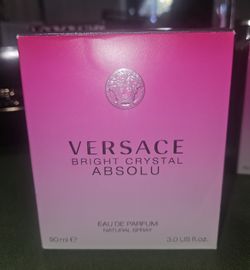 VERSACE
BRIGHT CRYSTAL
ABSOLU
EAU DE PARFUM
NATURAL SPRAY
90 ml ℮ 3.0 US fl. oz